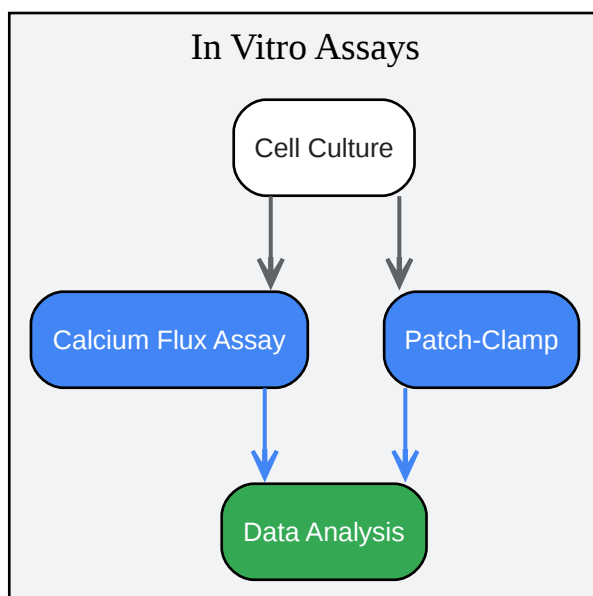 In Vitro Assays
Cell Culture
Calcium Flux Assay
Patch-Clamp
Data Analysis